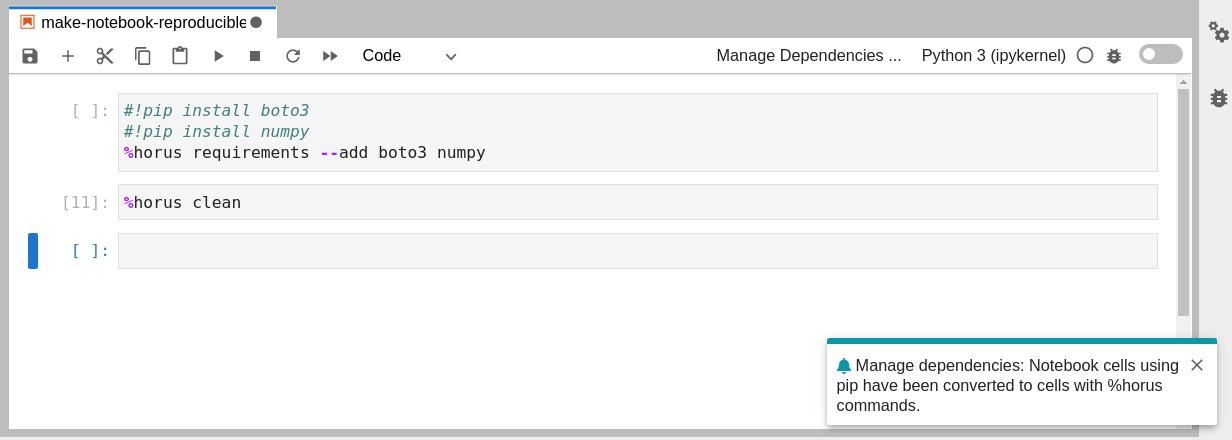 make-notebook-reproducible
Code
Manage Dependencies ...
Python 3 (ipykernel)
[ ]:
#!pip install boto3
#!pip install numpy
%horus requirements --add boto3 numpy
[11]:
%horus clean
[ ]:
Manage dependencies: Notebook cells using
pip have been converted to cells with %horus
commands.